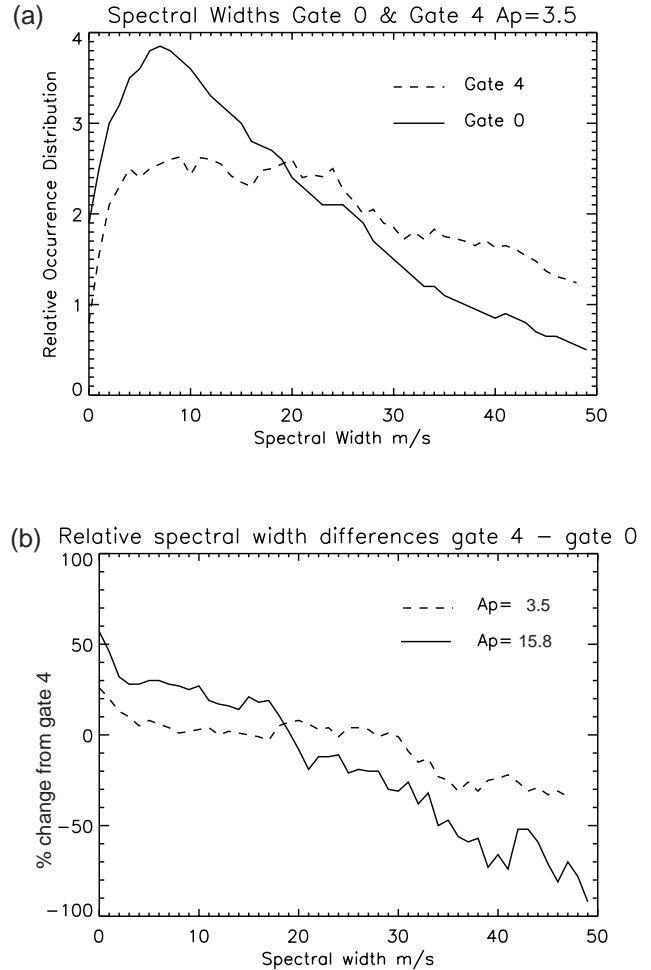 (a) Spectral Widths Gate 0 & Gate 4 Ap=3.5
4
3
2
1
0
Relative Occurrence Distribution
Gate 4
Gate 0
0 10 20 30 40 50
Spectral Width m/s
(b) Relative spectral width differences gate 4 – gate 0
100
50
0
−50
−100
% change from gate 4
Ap= 3.5
Ap= 15.8
0 10 20 30 40 50
Spectral width m/s